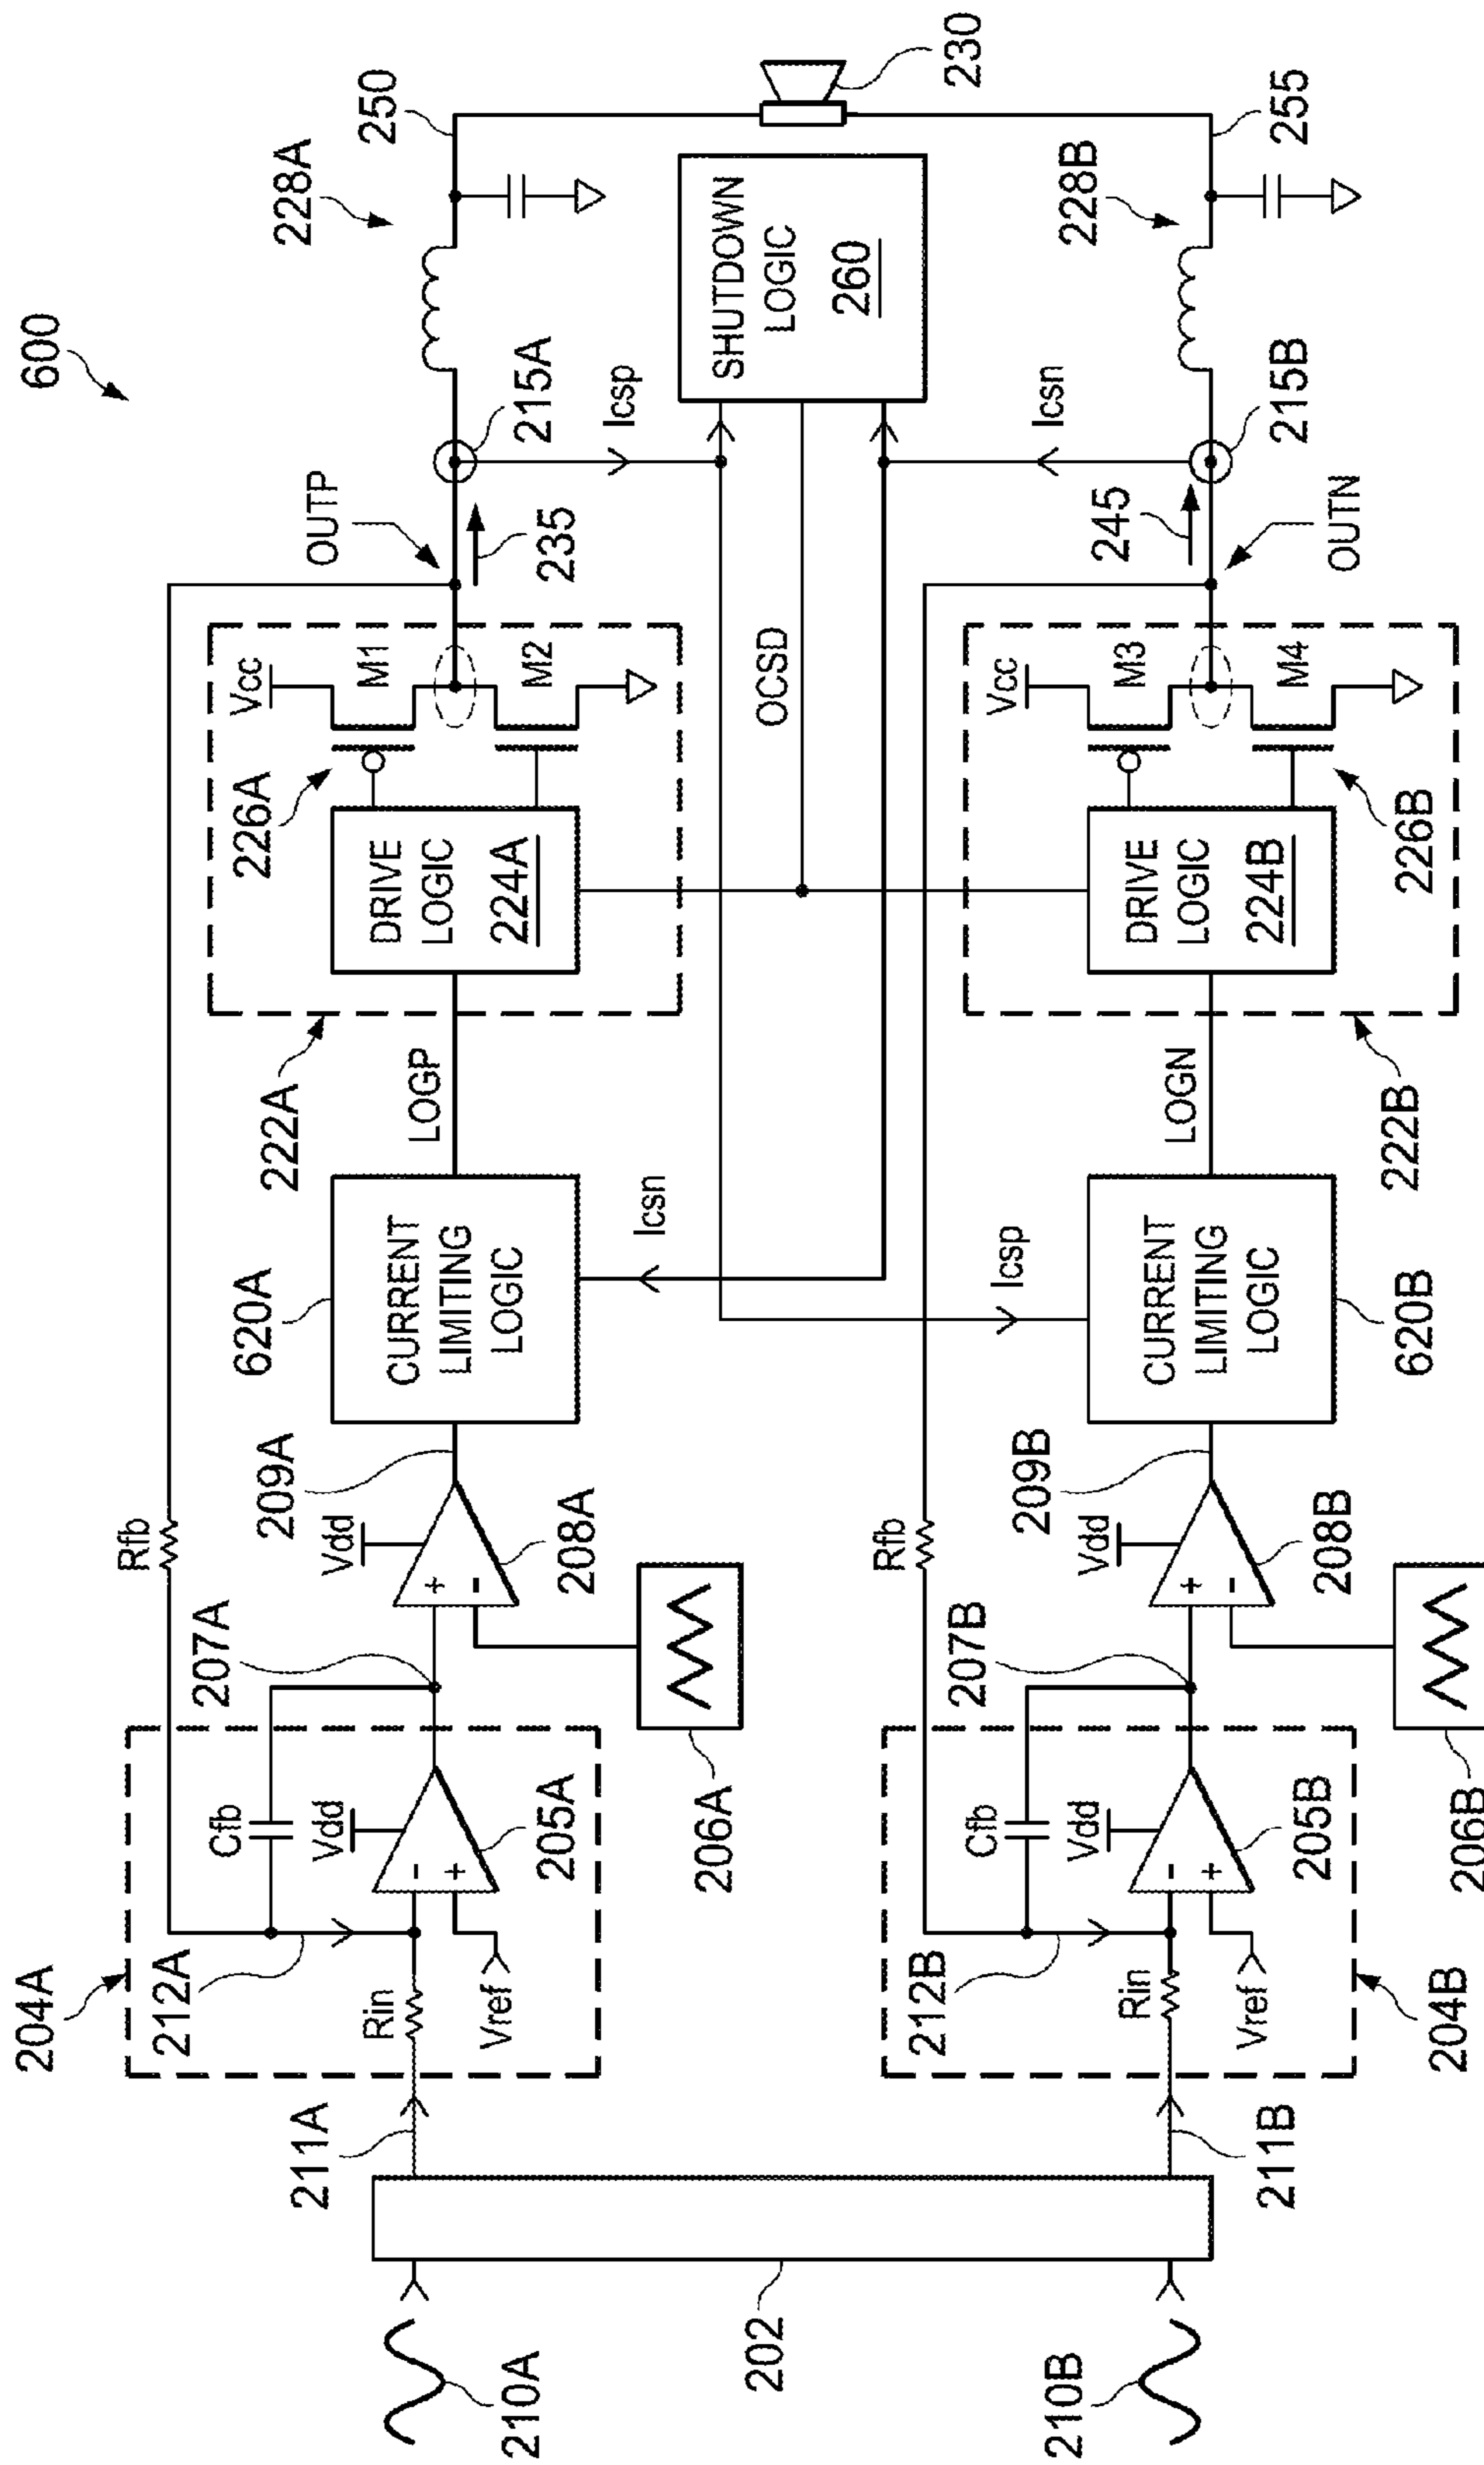 600
204A
212A
Cfb
Vdd
205A
Rin
Vref
211A
207A
Rfb
209A
Vdd
208A
206A
-
+
+
-
620A
CURRENT
LIMITING
LOGIC
Icsn
LOGP
222A
226A
DRIVE
LOGIC
224A
Vcc
M1
M2
OUTP
235
215A
Icsp
228A
250
230
SHUTDOWN
LOGIC
260
OCSD
210A
202
210B
211B
204B
212B
Cfb
Vdd
205B
Rin
Vref
207B
Rfb
209B
Vdd
208B
206B
-
+
+
-
620B
CURRENT
LIMITING
LOGIC
Icsp
LOGN
222B
226B
DRIVE
LOGIC
224B
Vcc
M3
M4
OUTN
245
215B
Icsn
228B
255